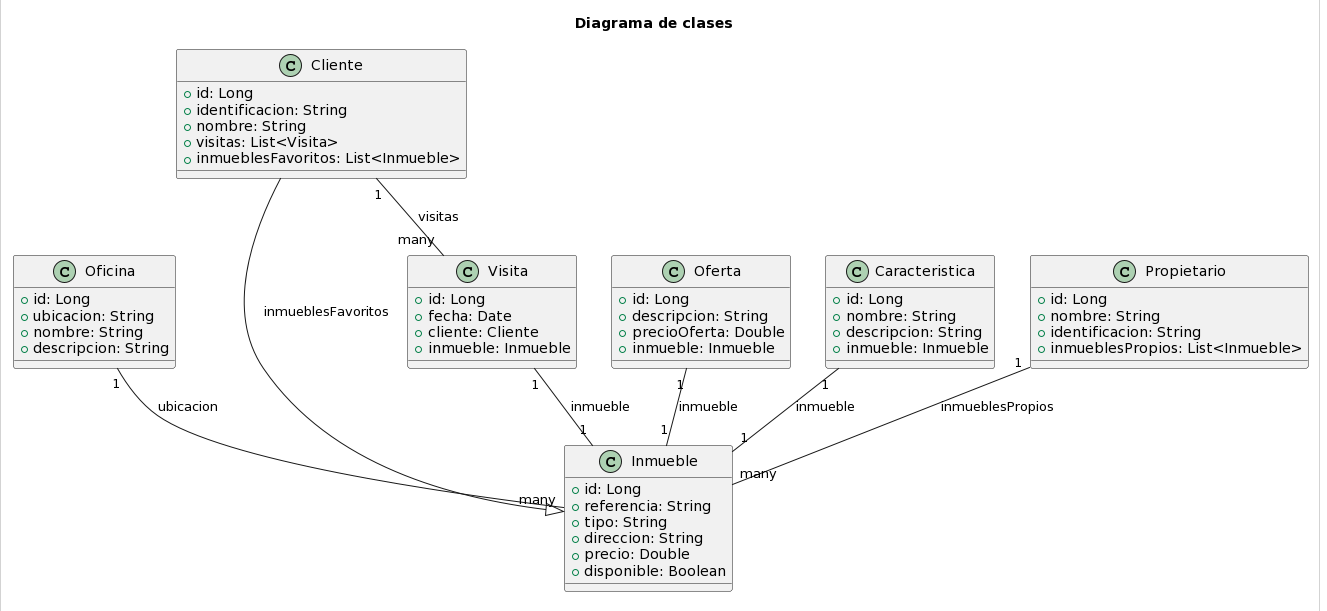 Diagrama de clases
C Cliente
id: Long
identificacion: String
nombre: String
visitas: List<Visita>
inmueblesFavoritos: List<Inmueble>
1
visitas
many
inmueblesFavoritos
C Oficina
id: Long
ubicacion: String
nombre: String
descripcion: String
C Visita
id: Long
fecha: Date
cliente: Cliente
inmueble: Inmueble
C Oferta
id: Long
descripcion: String
precioOferta: Double
inmueble: Inmueble
C Caracteristica
id: Long
nombre: String
descripcion: String
inmueble: Inmueble
C Propietario
id: Long
nombre: String
identificacion: String
inmueblesPropios: List<Inmueble>
1
ubicacion
many
1
inmueble
1
1
inmueble
1
1
inmueble
1
1
inmueblesPropios
many
C Inmueble
id: Long
referencia: String
tipo: String
direccion: String
precio: Double
disponible: Boolean